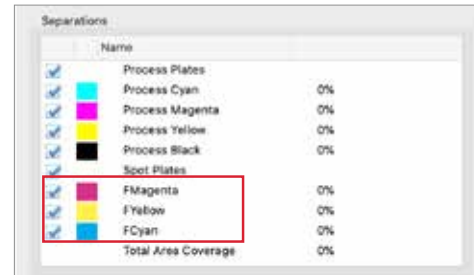 Separations
Name
Process Plates
Process Cyan 0%
Process Magenta 0%
Process Yellow 0%
Process Black 0%
Spot Plates
FMagenta 0%
FYellow 0%
FCyan 0%
Total Area Coverage 0%